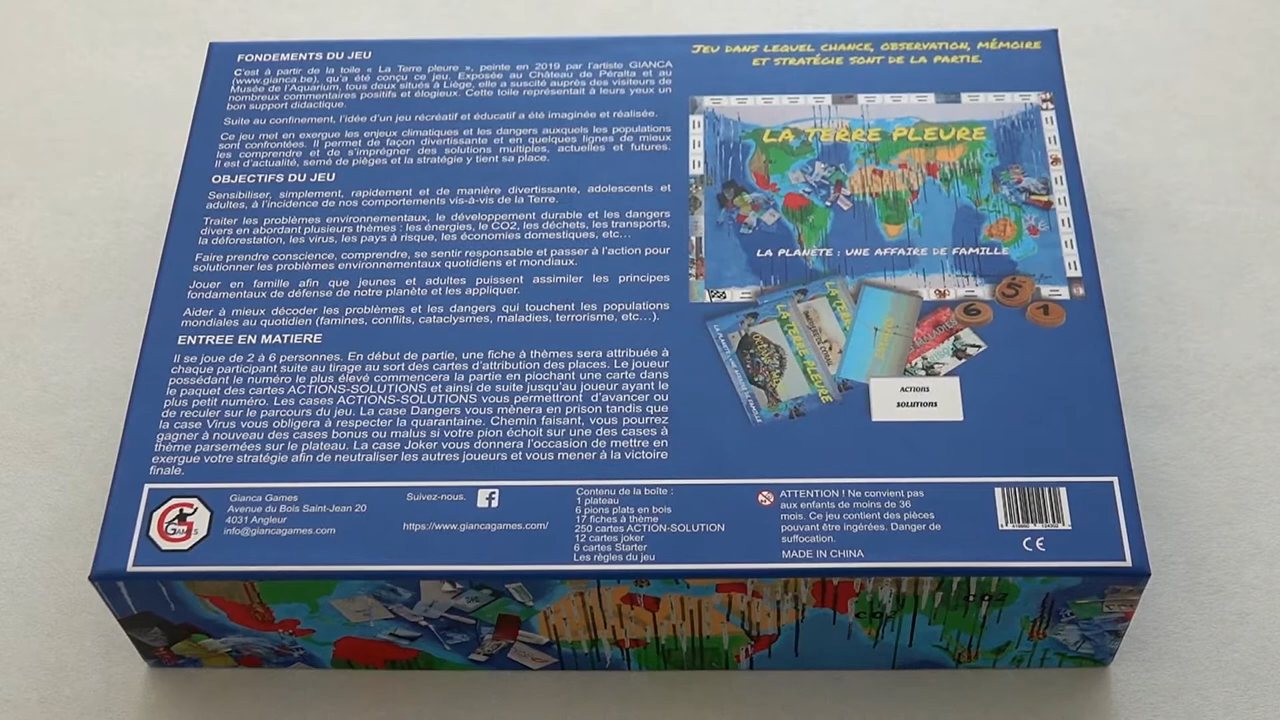 FONDEMENTS DU JEU
C'est à partir de la toile « La Terre pleure », peinte en 2019 par l'artiste GIANCA
(www.gianca.be), qu'a été conçu ce jeu. Exposée au Château de Péralta et au
Musée de l'Aquarium, tous deux situés à Liège, elle a suscité auprès des visiteurs de
nombreux commentaires positifs et élogieux. Cette toile représentait à leurs yeux un
bon support didactique.
Suite au confinement, l'idée d'un jeu récréatif et éducatif a été imaginée et réalisée.
Ce jeu met en exergue les enjeux climatiques et les dangers auxquels les populations
sont confrontées. Il permet de façon divertissante et en quelques lignes de mieux
les comprendre et de s'imprégner des solutions multiples, actuelles et futures.
Il est d'actualité, semé de pièges et la stratégie y tient sa place.
OBJECTIFS DU JEU
Sensibiliser, simplement, rapidement et de manière divertissante, adolescents et
adultes, à l'incidence de nos comportements vis-à-vis de la Terre.
Traiter les problèmes environnementaux, le développement durable et les dangers
divers en abordant plusieurs thèmes : les énergies, le CO2, les déchets, les transports,
la déforestation, les virus, les pays à risque, les économies domestiques, etc...
Faire prendre conscience, comprendre, se sentir responsable et passer à l'action pour
solutionner les problèmes environnementaux quotidiens et mondiaux.
Jouer en famille afin que jeunes et adultes puissent assimiler les principes
fondamentaux de défense de notre planète et les appliquer.
Aider à mieux décoder les problèmes et les dangers qui touchent les populations
mondiales au quotidien (famines, conflits, cataclysmes, maladies, terrorisme, etc...).
ENTREE EN MATIERE
Il se joue de 2 à 6 personnes. En début de partie, une fiche à thèmes sera attribuée à
chaque participant suite au tirage au sort des cartes d'attribution des places. Le joueur
possédant le numéro le plus élevé commencera la partie en piochant une carte dans
le paquet des cartes ACTIONS-SOLUTIONS et ainsi de suite jusqu'au joueur ayant le
plus petit numéro. Les cases ACTIONS-SOLUTIONS vous permettront d'avancer ou
de reculer sur le parcours du jeu. La case Dangers vous mènera en prison tandis que
la case Virus vous obligera à respecter la quarantaine. Chemin faisant, vous pourrez
gagner à nouveau des cases bonus ou malus si votre pion échoit sur une des cases à
thème parsemées sur le plateau. La case Joker vous donnera l'occasion de mettre en
exergue votre stratégie afin de neutraliser les autres joueurs et vous mener à la victoire
finale.
JEU DANS LEQUEL CHANCE, OBSERVATION, MÉMOIRE
ET STRATÉGIE SONT DE LA PARTIE.
LA TERRE PLEURE
LA PLANÈTE : UNE AFFAIRE DE FAMILLE
5
6
1
LA TERRE PLEURE
LA PLANÈTE : UNE AFFAIRE DE FAMILLE
MALADIES
ACTIONS
SOLUTIONS
G
GAMES
Gianca Games
Avenue du Bois Saint-Jean 20
4031 Angleur
info@giancagames.com
Suivez-nous.
f
https://www.giancagames.com/
Contenu de la boîte :
1 plateau
6 pions plats en bois
17 fiches à thème
250 cartes ACTION-SOLUTION
12 cartes joker
6 cartes Starter
Les règles du jeu
ATTENTION ! Ne convient pas
aux enfants de moins de 36
mois. Ce jeu contient des pièces
pouvant être ingérées. Danger de
suffocation.
MADE IN CHINA
CE
CO2
CO2